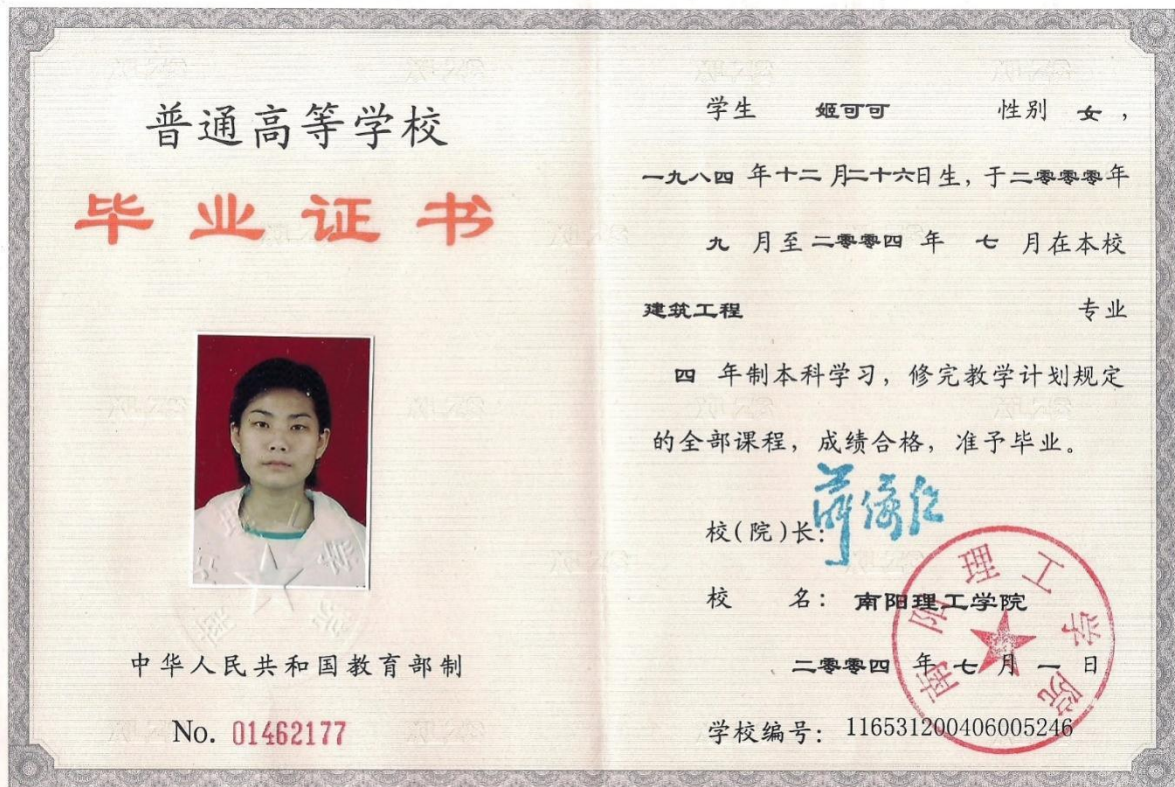 普通高等学校
毕业证书
中华人民共和国教育部制
No. 01462177
学生 姬可可 性别 女，
一九八四 年十二 月二十六日生，于二零零零年
九 月至 二零零四 年 七 月在本校
建筑工程 专业
四 年制本科学习，修完教学计划规定
的全部课程，成绩合格，准予毕业。
校(院)长：
校 名： 南阳理工学院
二零零四 年 七 月 一 日
学校编号： 116531200406005246
南阳理工学院